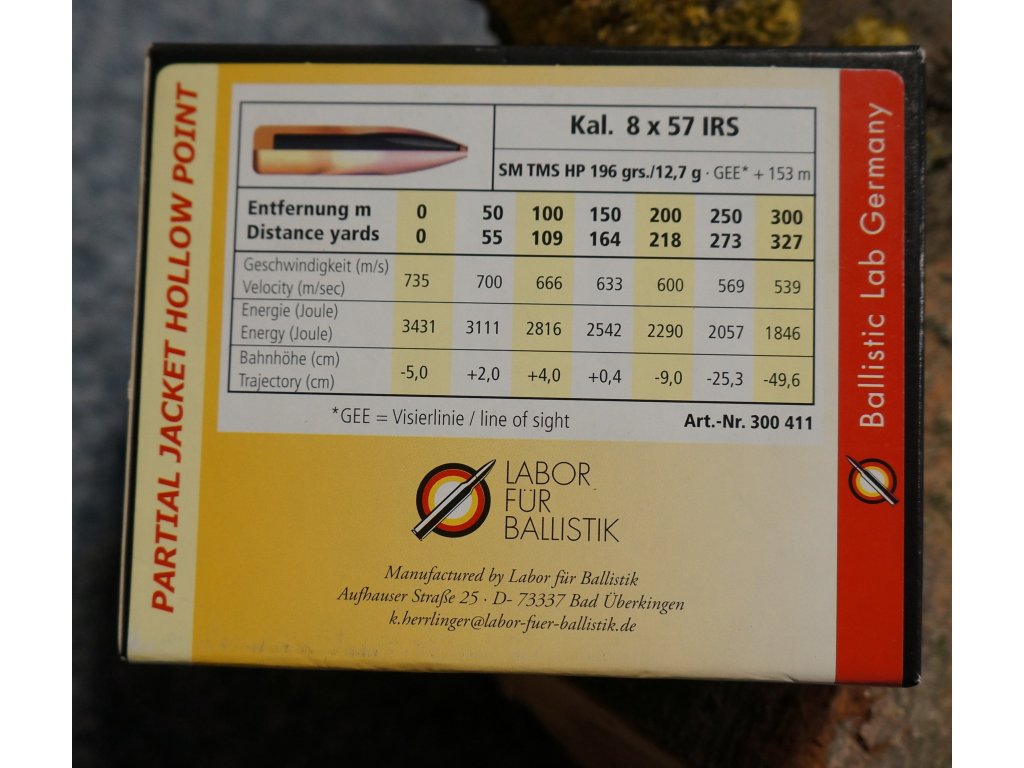 PARTIAL JACKET HOLLOW POINT
Kal. 8 x 57 IRS
SM TMS HP 196 grs./12,7 g · GEE* + 153 m
Entfernung m 0 50 100 150 200 250 300
Distance yards 0 55 109 164 218 273 327
Geschwindigkeit (m/s)
Velocity (m/sec) 735 700 666 633 600 569 539
Energie (Joule)
Energy (Joule) 3431 3111 2816 2542 2290 2057 1846
Bahnhöhe (cm)
Trajectory (cm) -5,0 +2,0 +4,0 +0,4 -9,0 -25,3 -49,6
*GEE = Visierlinie / line of sight Art.-Nr. 300 411
LABOR
FÜR
BALLISTIK
Manufactured by Labor für Ballistik
Aufhauser Straße 25 · D- 73337 Bad Überkingen
k.herrlinger@labor-fuer-ballistik.de
Ballistic Lab Germany